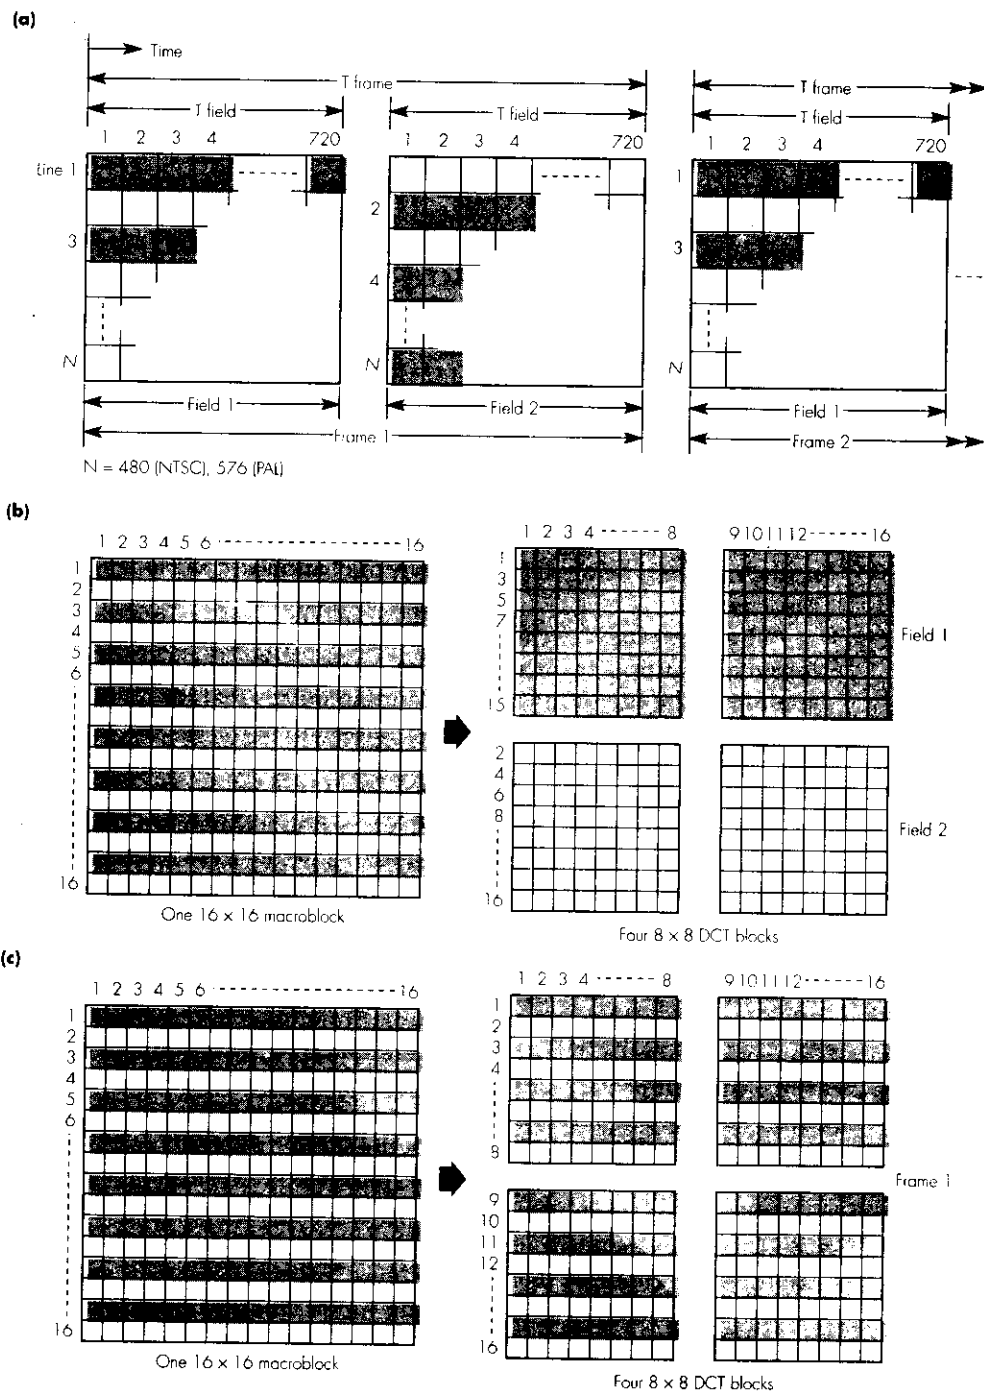 (a)
Time
T frame T frame
T field T field T field
1 2 3 4 720 1 2 3 4 720 1 2 3 4 720
Line 1 1
2
3 3
4
N N N
Field 1 Field 2 Field 1
Frame 1 Frame 2
N = 480 (NTSC), 576 (PAL)
(b)
1 2 3 4 5 6 16 1 2 3 4 8 9 10 11 12 16
1 1
2 3
3 5
4 7
5
6 15
Field 1
2
4
6
8
16 16
Field 2
One 16 × 16 macroblock
Four 8 × 8 DCT blocks
(c)
1 2 3 4 5 6 16 1 2 3 4 8 9 10 11 12 16
1 1
2 2
3 3
4 4
5
6 8
Frame 1
9
10
11
12
16 16
One 16 × 16 macroblock
Four 8 × 8 DCT blocks